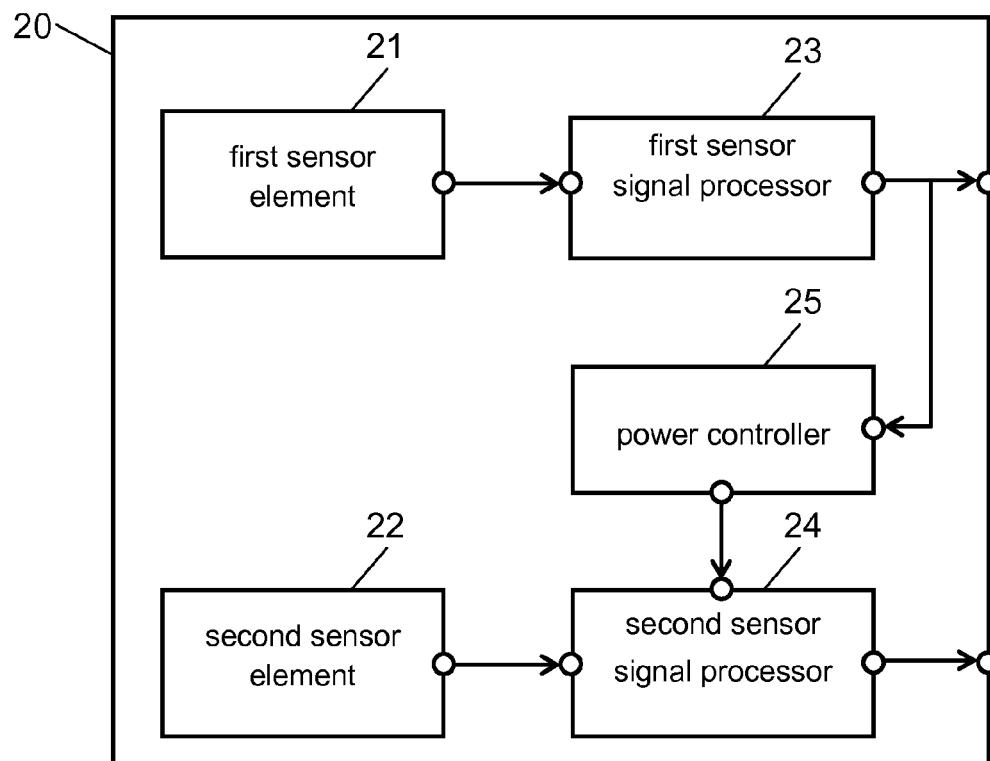 20
21
23
first sensor
element
first sensor
signal processor
25
power controller
22
24
second sensor
element
second sensor
signal processor